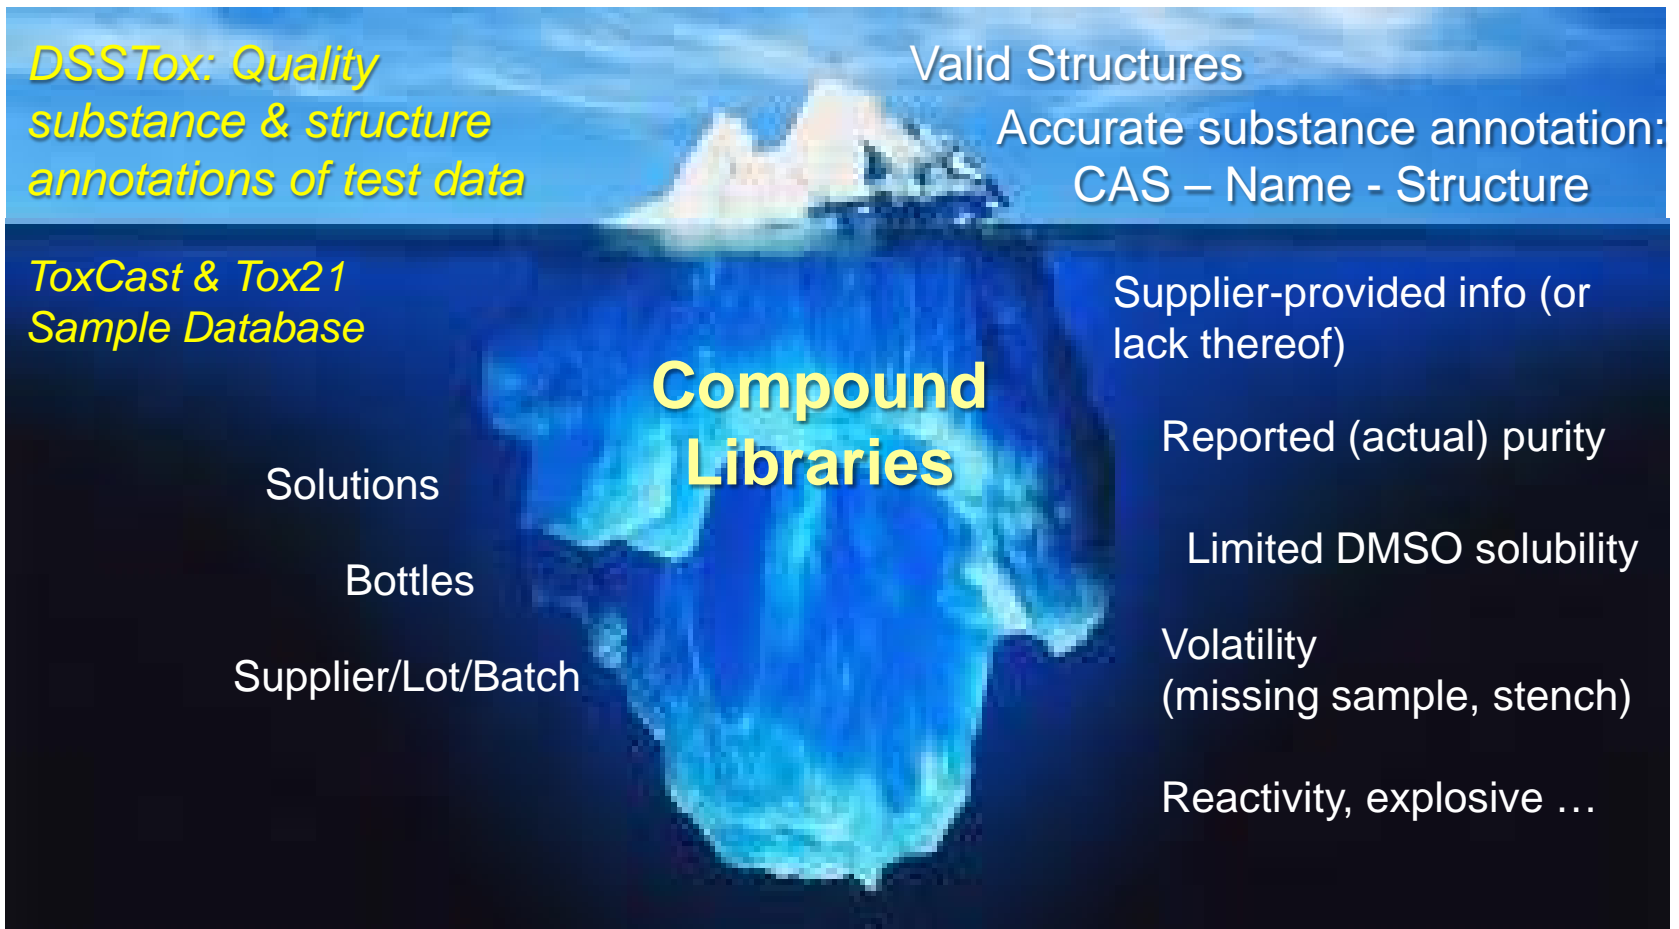 DSSTox: Quality
substance & structure
annotations of test data
Valid Structures
Accurate substance annotation:
CAS – Name - Structure
ToxCast & Tox21
Sample Database
Compound
Libraries
Solutions
Bottles
Supplier/Lot/Batch
Supplier-provided info (or
lack thereof)
Reported (actual) purity
Limited DMSO solubility
Volatility
(missing sample, stench)
Reactivity, explosive …